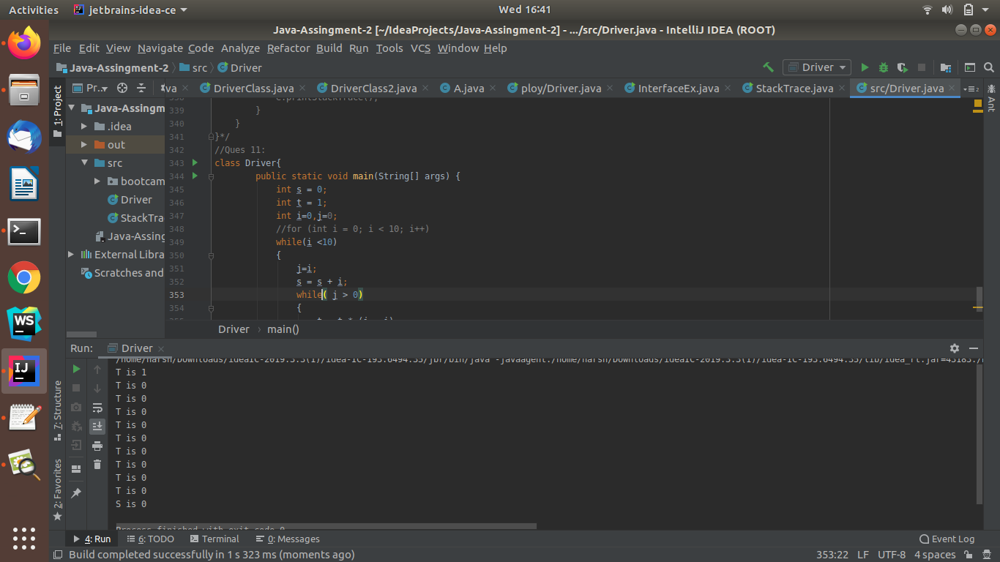 Activities jetbrains-idea-ce Wed 16:41
Java-Assingment-2 [~/IdeaProjects/Java-Assingment-2] - .../src/Driver.java - IntelliJ IDEA (ROOT)
File Edit View Navigate Code Analyze Refactor Build Run Tools VCS Window Help
Java-Assingment-2 src Driver Driver
Pr... va DriverClass.java DriverClass2.java A.java ploy/Driver.java InterfaceEx.java StackTrace.java src/Driver.java
1: Project
Ant
Java-Assingm
.idea
out
src
bootcam
Driver
StackTra
Java-Assing
External Libra
Scratches and
338 e.printStackTrace();
339 }
340 }
341 }*/
342 //Ques 11:
343 class Driver{
344 public static void main(String[] args) {
345 int s = 0;
346 int t = 1;
347 int i=0,j=0;
348 //for (int i = 0; i < 10; i++)
349 while(i <10)
350 {
351 j=i;
352 s = s + i;
353 while( j > 0)
354 {
Driver › main()
Run: Driver
7: Structure
2: Favorites
T is 1
T is 0
T is 0
T is 0
T is 0
T is 0
T is 0
T is 0
T is 0
T is 0
S is 0
Process finished with exit code 0
4: Run 6: TODO Terminal 0: Messages Event Log
Build completed successfully in 1 s 323 ms (moments ago) 353:22 LF UTF-8 4 spaces